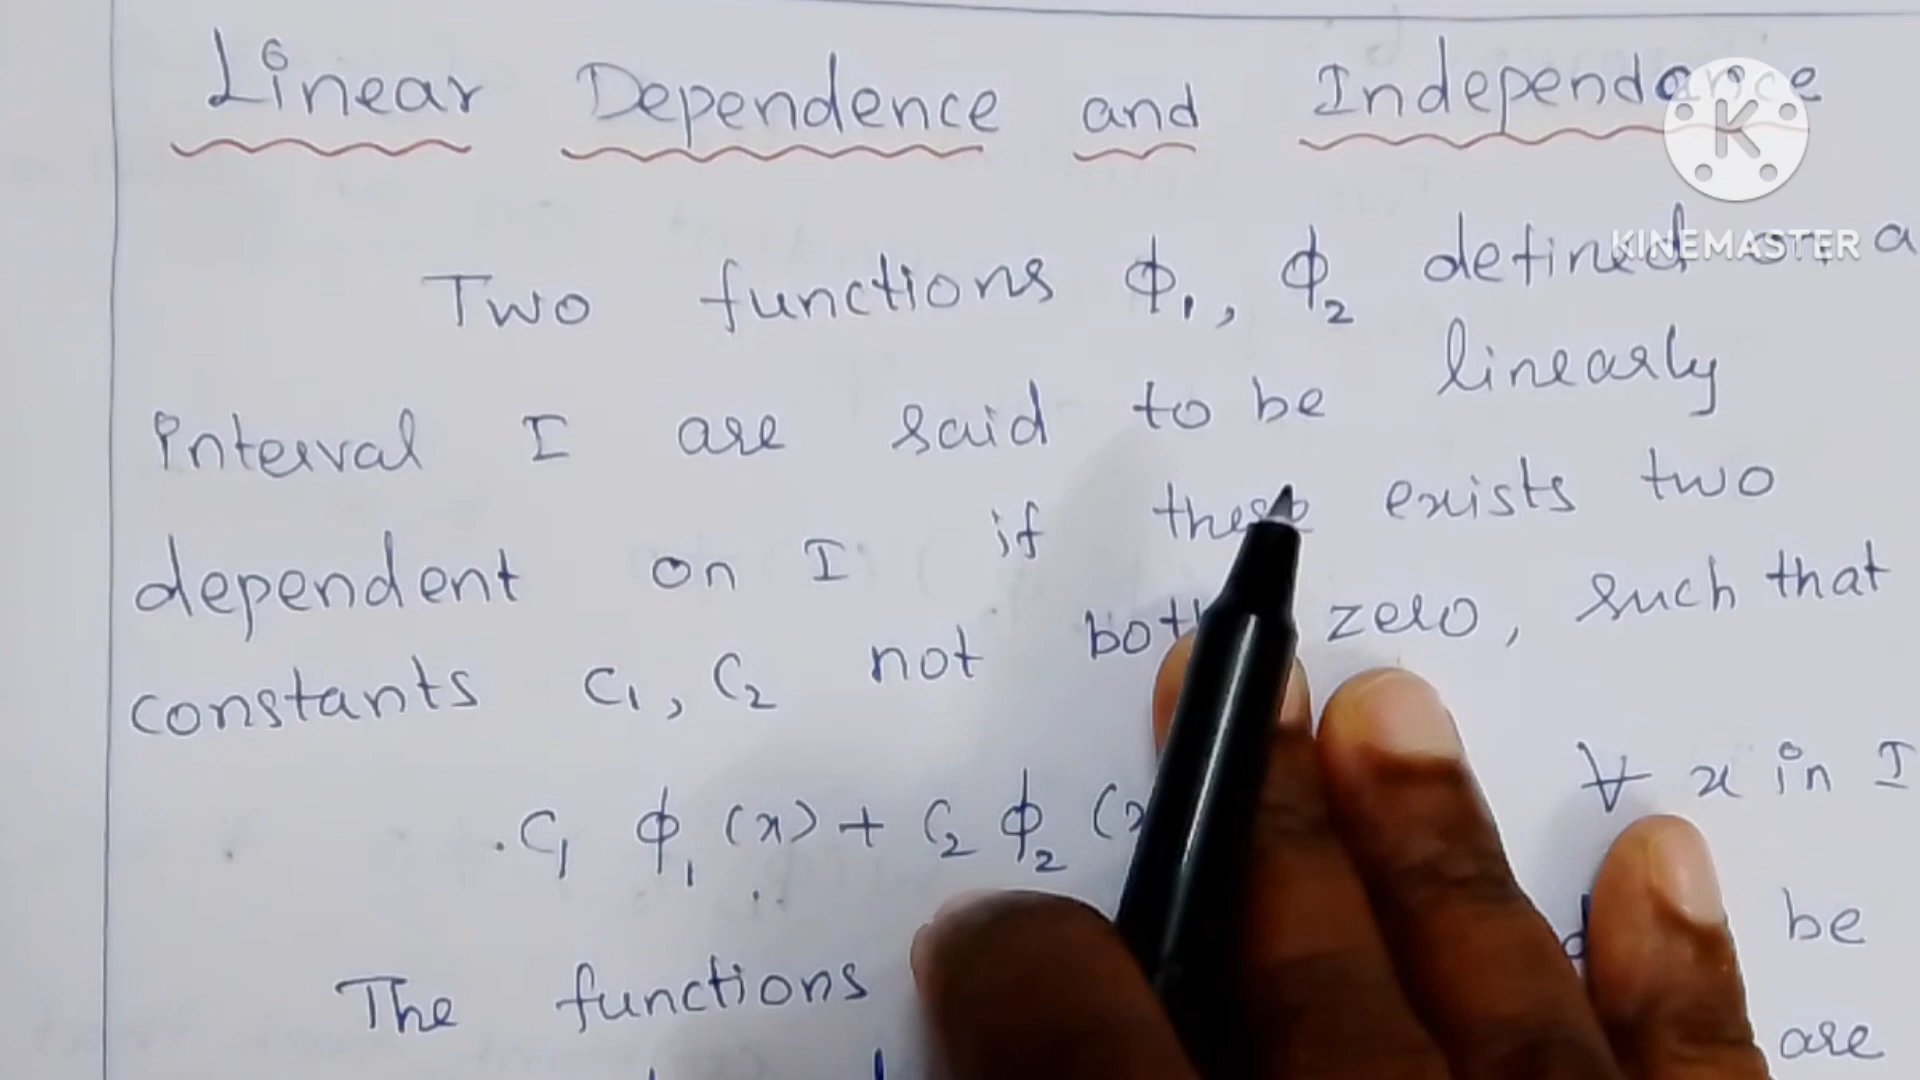 Linear Dependence and Independance
K
KINEMASTER
Two functions ϕ₁, ϕ₂ defined on a
interval I are said to be linearly
dependent on I if there exists two
constants c₁, c₂ not both zero, such that
c₁ ϕ₁ (x) + c₂ ϕ₂ (x ∀ x in I
The functions be
are